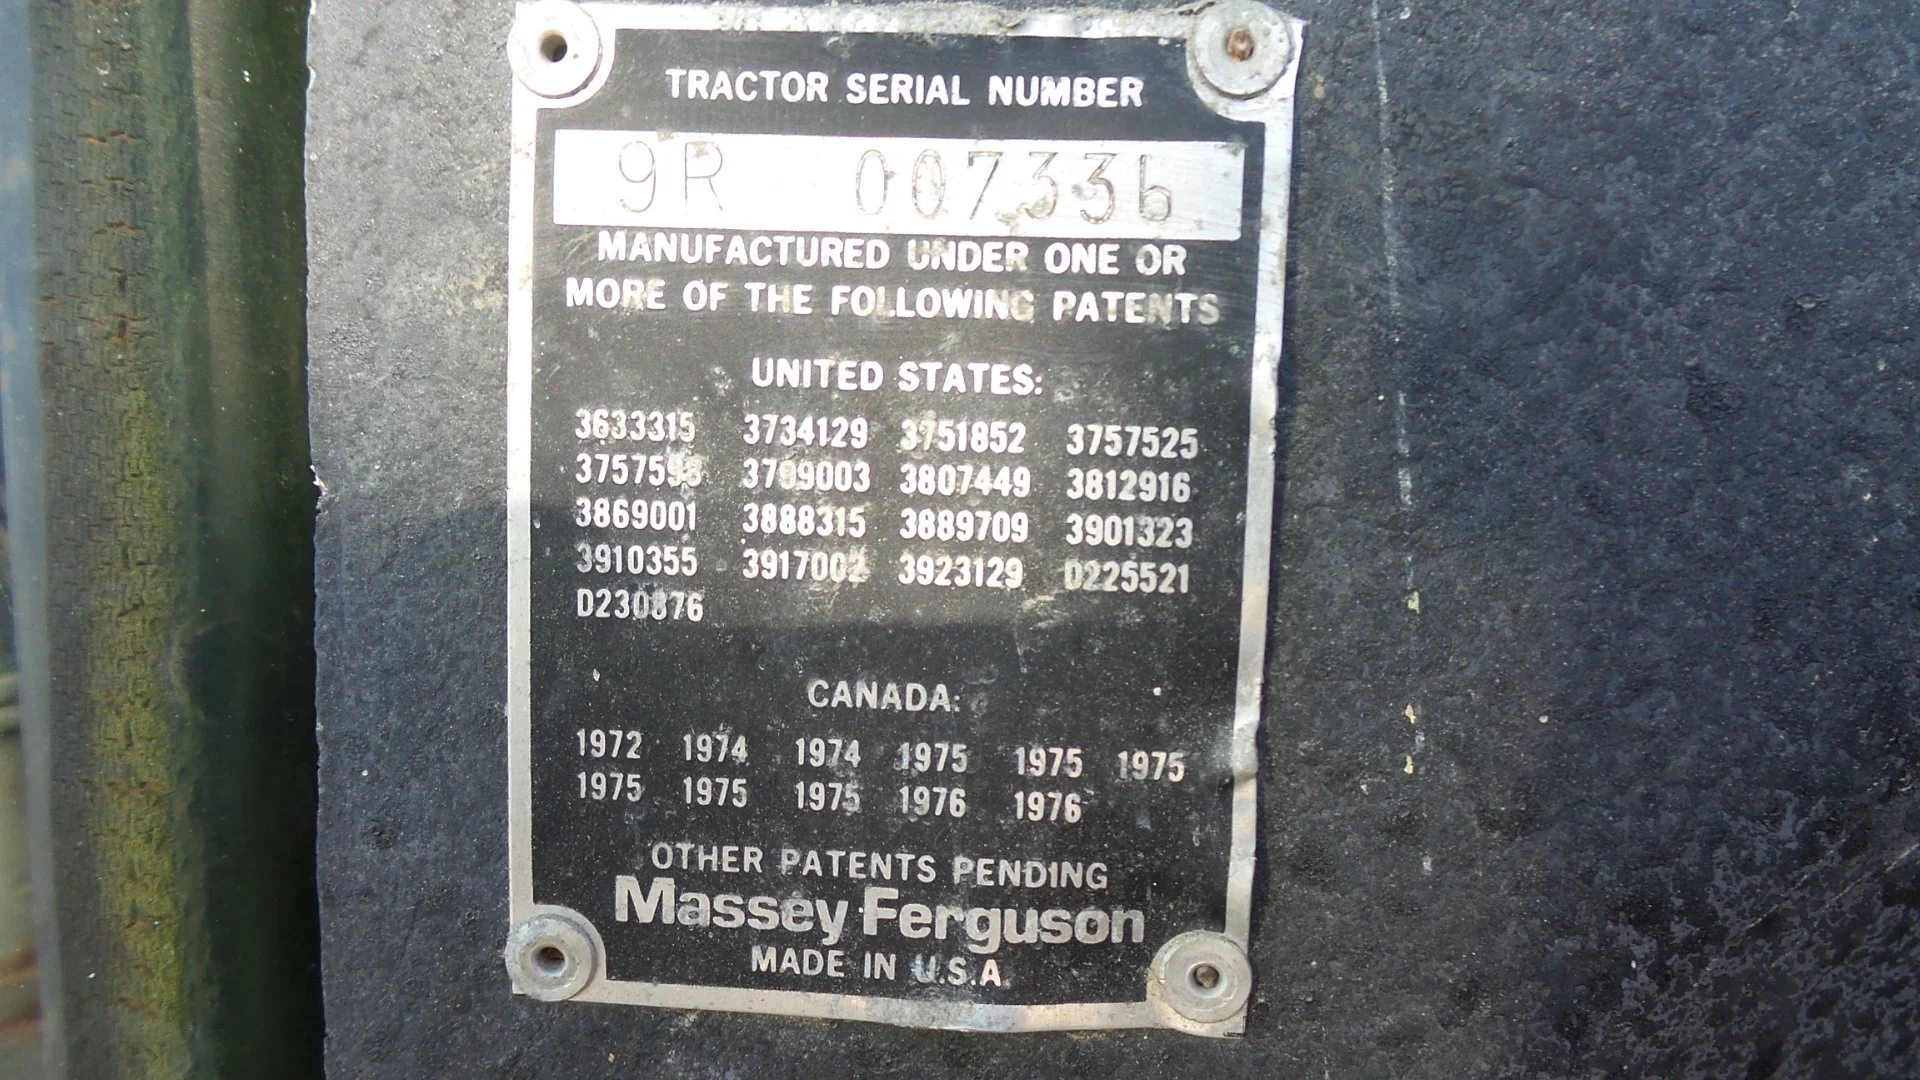 TRACTOR SERIAL NUMBER
9R 007336
MANUFACTURED UNDER ONE OR
MORE OF THE FOLLOWING PATENTS
UNITED STATES:
3633315 3734129 3751852 3757525
3807449 3812916
3869001 3888315 3889709 3901323
3910355 3917002 3923129 D225521
D230876
CANADA:
1972 1974 1974 1975 1975 1975
1975 1975 1975 1976 1976
OTHER PATENTS PENDING
Massey Ferguson
MADE IN U.S.A.